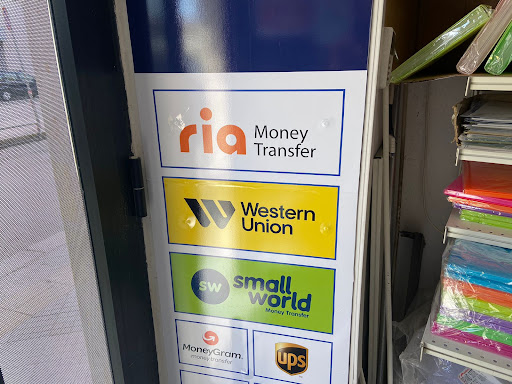 ria Money
Transfer
Western
Union
SW small
world
Money Transfer
MoneyGram.
money transfer
ups